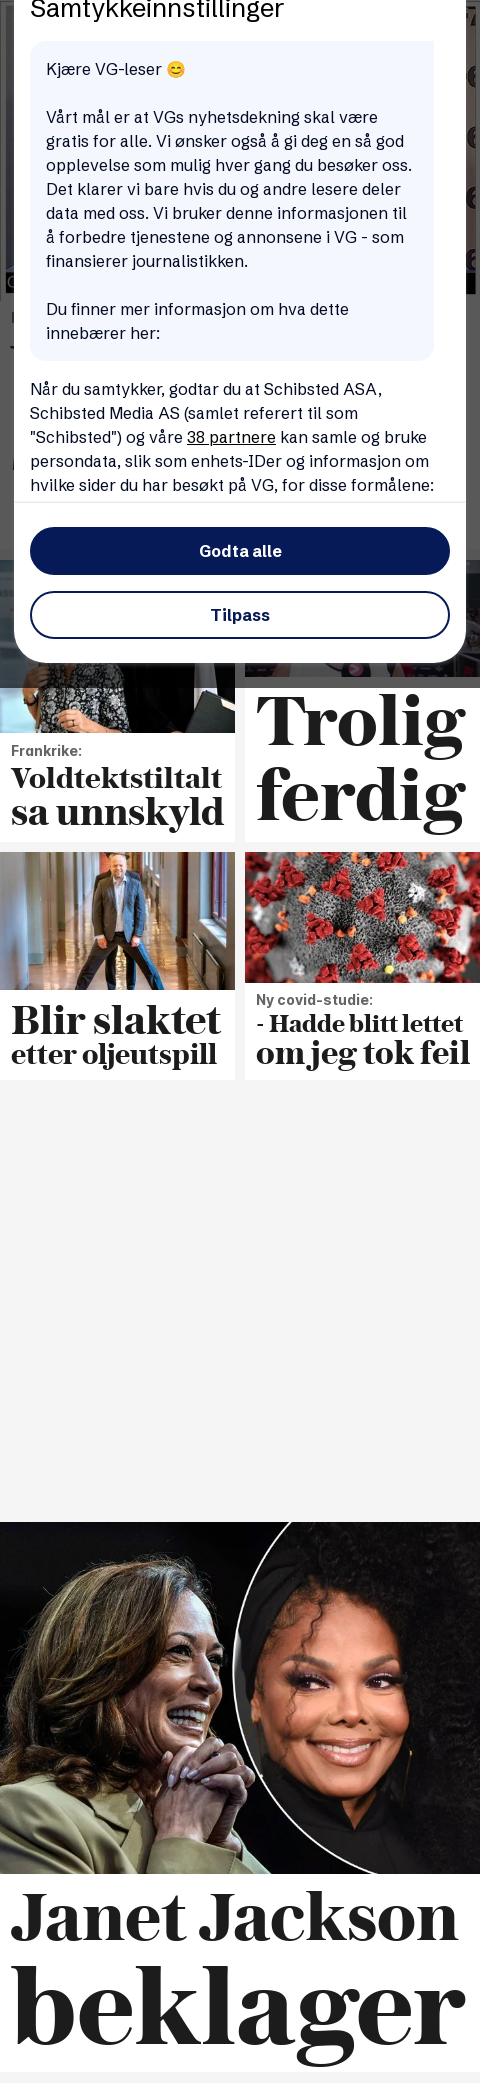 Samtykkeinnstillinger
Kjære VG-leser 😊
Vårt mål er at VGs nyhetsdekning skal være
gratis for alle. Vi ønsker også å gi deg en så god
opplevelse som mulig hver gang du besøker oss.
Det klarer vi bare hvis du og andre lesere deler
data med oss. Vi bruker denne informasjonen til
å forbedre tjenestene og annonsene i VG - som
finansierer journalistikken.
Du finner mer informasjon om hva dette
innebærer her:
Når du samtykker, godtar du at Schibsted ASA,
Schibsted Media AS (samlet referert til som
"Schibsted") og våre 38 partnere kan samle og bruke
persondata, slik som enhets-IDer og informasjon om
hvilke sider du har besøkt på VG, for disse formålene:
Godta alle
Tilpass
Frankrike:
Voldtektstiltalt
sa unnskyld
Trolig
ferdig
Blir slaktet
etter oljeutspill
Ny covid-studie:
- Hadde blitt lettet
om jeg tok feil
Janet Jackson
beklager